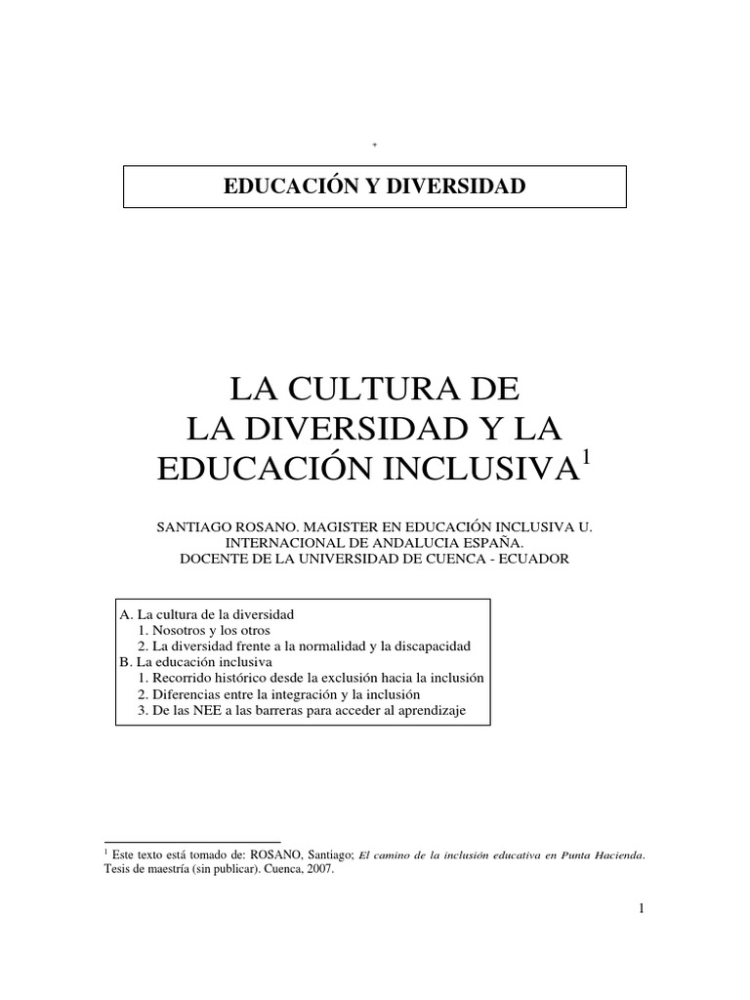 +
EDUCACIÓN Y DIVERSIDAD
LA CULTURA DE
LA DIVERSIDAD Y LA
EDUCACIÓN INCLUSIVA1
SANTIAGO ROSANO. MAGISTER EN EDUCACIÓN INCLUSIVA U.
INTERNACIONAL DE ANDALUCIA ESPAÑA.
DOCENTE DE LA UNIVERSIDAD DE CUENCA - ECUADOR
A. La cultura de la diversidad
1. Nosotros y los otros
2. La diversidad frente a la normalidad y la discapacidad
B. La educación inclusiva
1. Recorrido histórico desde la exclusión hacia la inclusión
2. Diferencias entre la integración y la inclusión
3. De las NEE a las barreras para acceder al aprendizaje
1 Este texto está tomado de: ROSANO, Santiago; El camino de la inclusión educativa en Punta Hacienda.
Tesis de maestría (sin publicar). Cuenca, 2007.
1